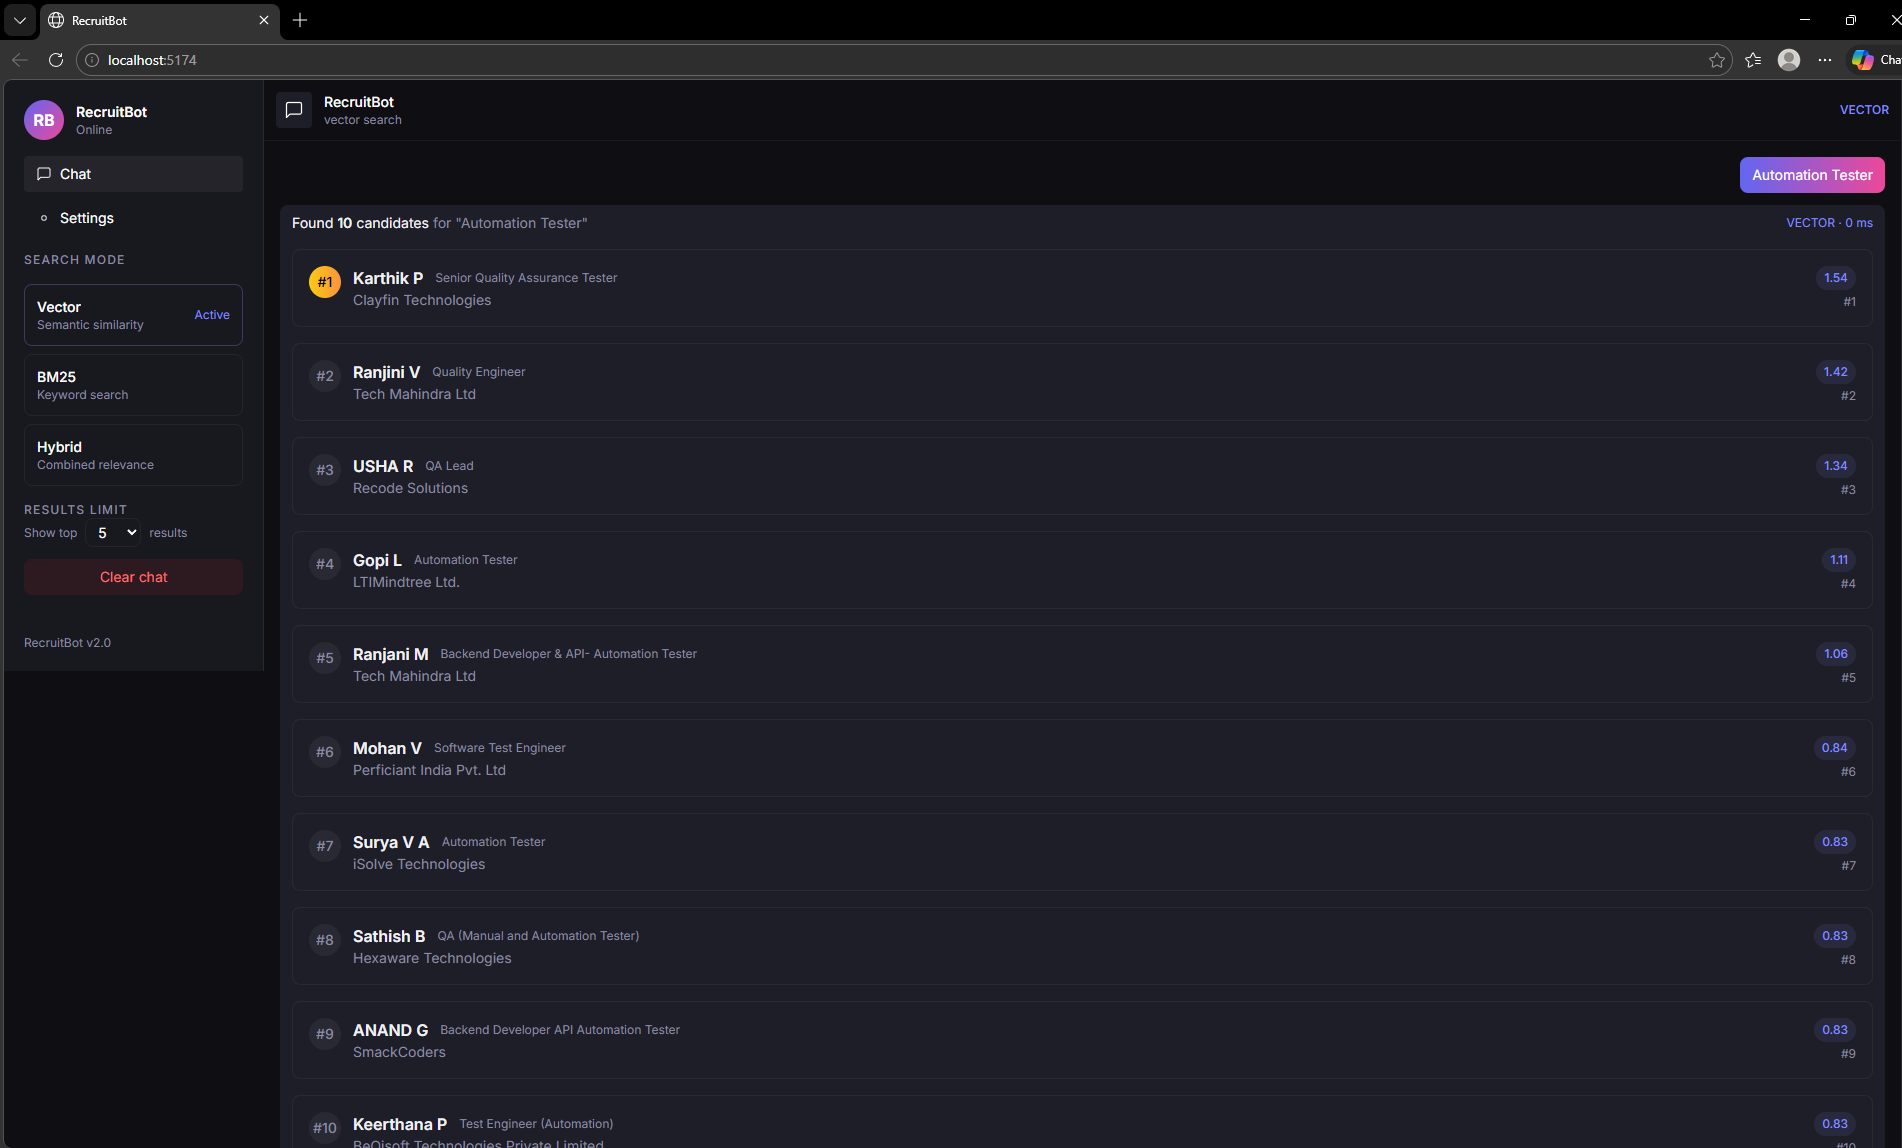 RecruitBot
localhost:5174
Cha
RB
RecruitBot
Online
Chat
Settings
SEARCH MODE
Vector
Semantic similarity
Active
BM25
Keyword search
Hybrid
Combined relevance
RESULTS LIMIT
Show top 5 results
Clear chat
RecruitBot v2.0
RecruitBot
vector search
VECTOR
Automation Tester
Found 10 candidates for "Automation Tester"
VECTOR · 0 ms
#1 Karthik P Senior Quality Assurance Tester 1.54
Clayfin Technologies #1
#2 Ranjini V Quality Engineer 1.42
Tech Mahindra Ltd #2
#3 USHA R QA Lead 1.34
Recode Solutions #3
#4 Gopi L Automation Tester 1.11
LTIMindtree Ltd. #4
#5 Ranjani M Backend Developer & API- Automation Tester 1.06
Tech Mahindra Ltd #5
#6 Mohan V Software Test Engineer 0.84
Perficiant India Pvt. Ltd #6
#7 Surya V A Automation Tester 0.83
iSolve Technologies #7
#8 Sathish B QA (Manual and Automation Tester) 0.83
Hexaware Technologies #8
#9 ANAND G Backend Developer API Automation Tester 0.83
SmackCoders #9
#10 Keerthana P Test Engineer (Automation) 0.83
BeQisoft Technologies Private Limited #10